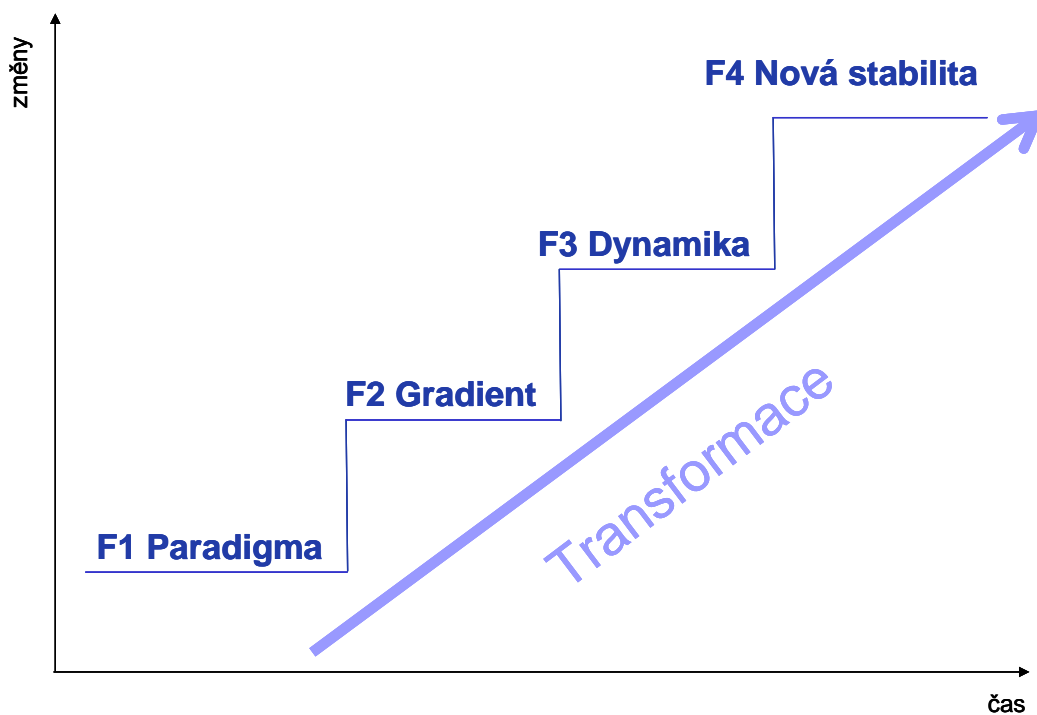 změny
F4 Nová stabilita
F3 Dynamika
F2 Gradient
Transformace
F1 Paradigma
čas